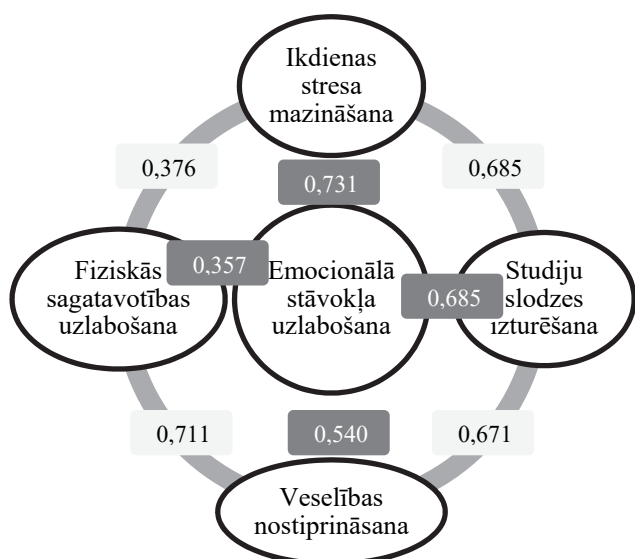 Ikdienas
stresa
mazināšana
0,376
0,685
0,731
Fiziskās
sagatavotības
uzlabošana
0,357
Emocionālā
stāvokļa
uzlabošana
0,685
Studiju
slodzes
izturēšana
0,711
0,540
0,671
Veselības
nostiprināsana